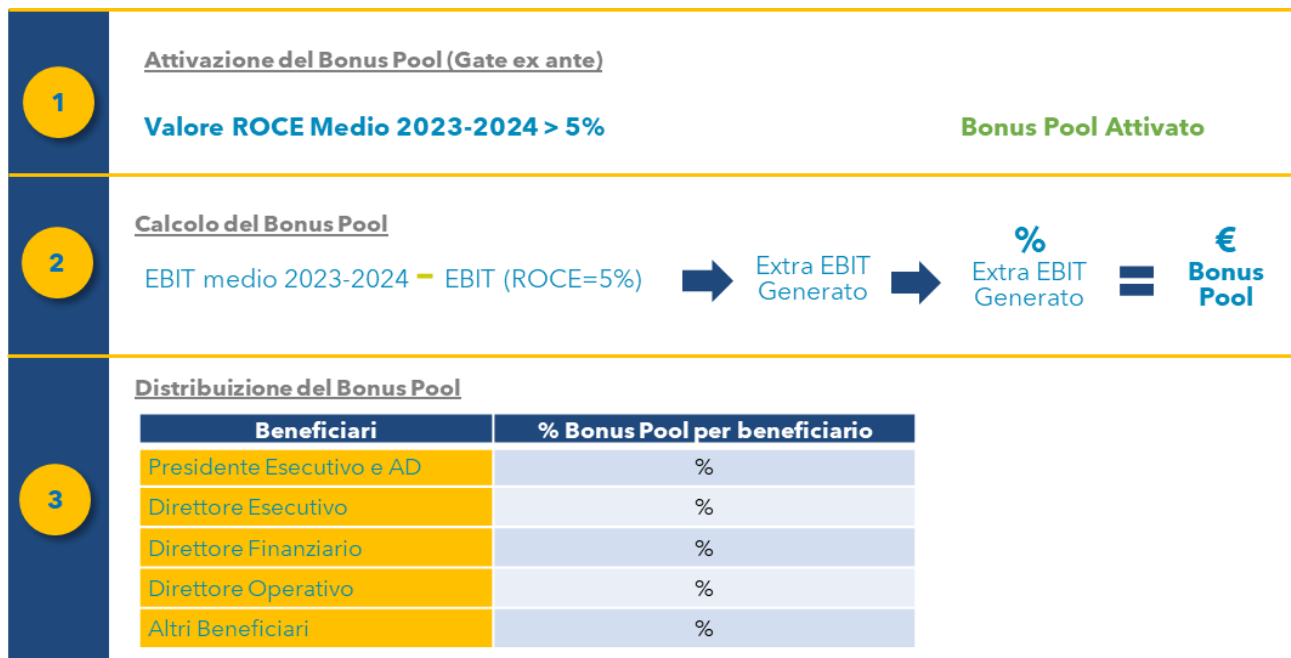 1
Attivazione del Bonus Pool (Gate ex ante)
Valore ROCE Medio 2023-2024 > 5%
Bonus Pool Attivato
2
Calcolo del Bonus Pool
EBIT medio 2023-2024 – EBIT (ROCE=5%)
Extra EBIT
Generato
%
Extra EBIT
Generato
=
€
Bonus
Pool
3
Distribuizione del Bonus Pool
Beneficiari % Bonus Pool per beneficiario
Presidente Esecutivo e AD %
Direttore Esecutivo %
Direttore Finanziario %
Direttore Operativo %
Altri Beneficiari %